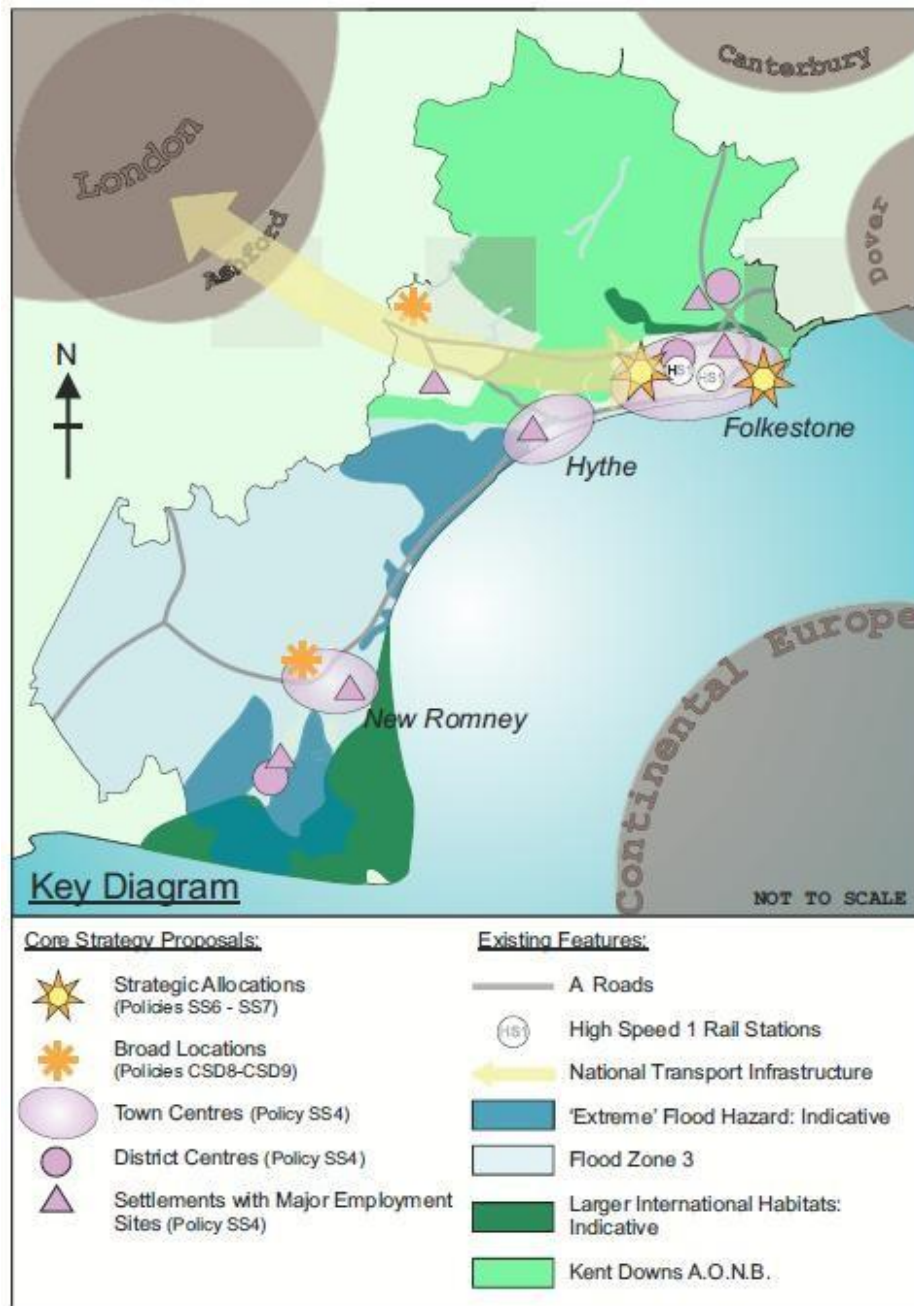 Canterbury
London
Ashford
Dover
N
HS1
HS1
Folkestone
Hythe
New Romney
Continental Europe
Key Diagram
NOT TO SCALE
Core Strategy Proposals:
Strategic Allocations
(Policies SS6 - SS7)
Broad Locations
(Policies CSD8-CSD9)
Town Centres (Policy SS4)
District Centres (Policy SS4)
Settlements with Major Employment
Sites (Policy SS4)
Existing Features:
A Roads
HS1
High Speed 1 Rail Stations
National Transport Infrastructure
'Extreme' Flood Hazard: Indicative
Flood Zone 3
Larger International Habitats:
Indicative
Kent Downs A.O.N.B.